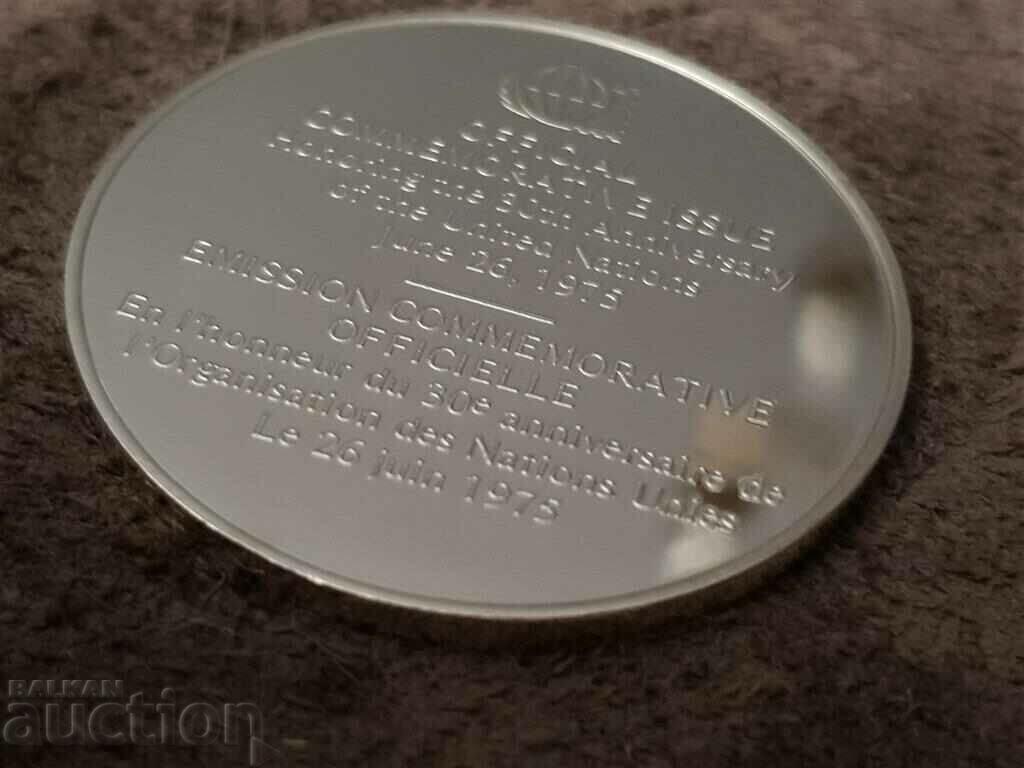 OFFICIAL
COMMEMORATIVE ISSUE
Honoring the 30th Anniversary
of the United Nations
June 26, 1975
EMISSION COMMEMORATIVE
OFFICIELLE
En l'honneur du 30e anniversaire de
l'Organisation des Nations Unies
Le 26 juin 1975
BALKAN
auction